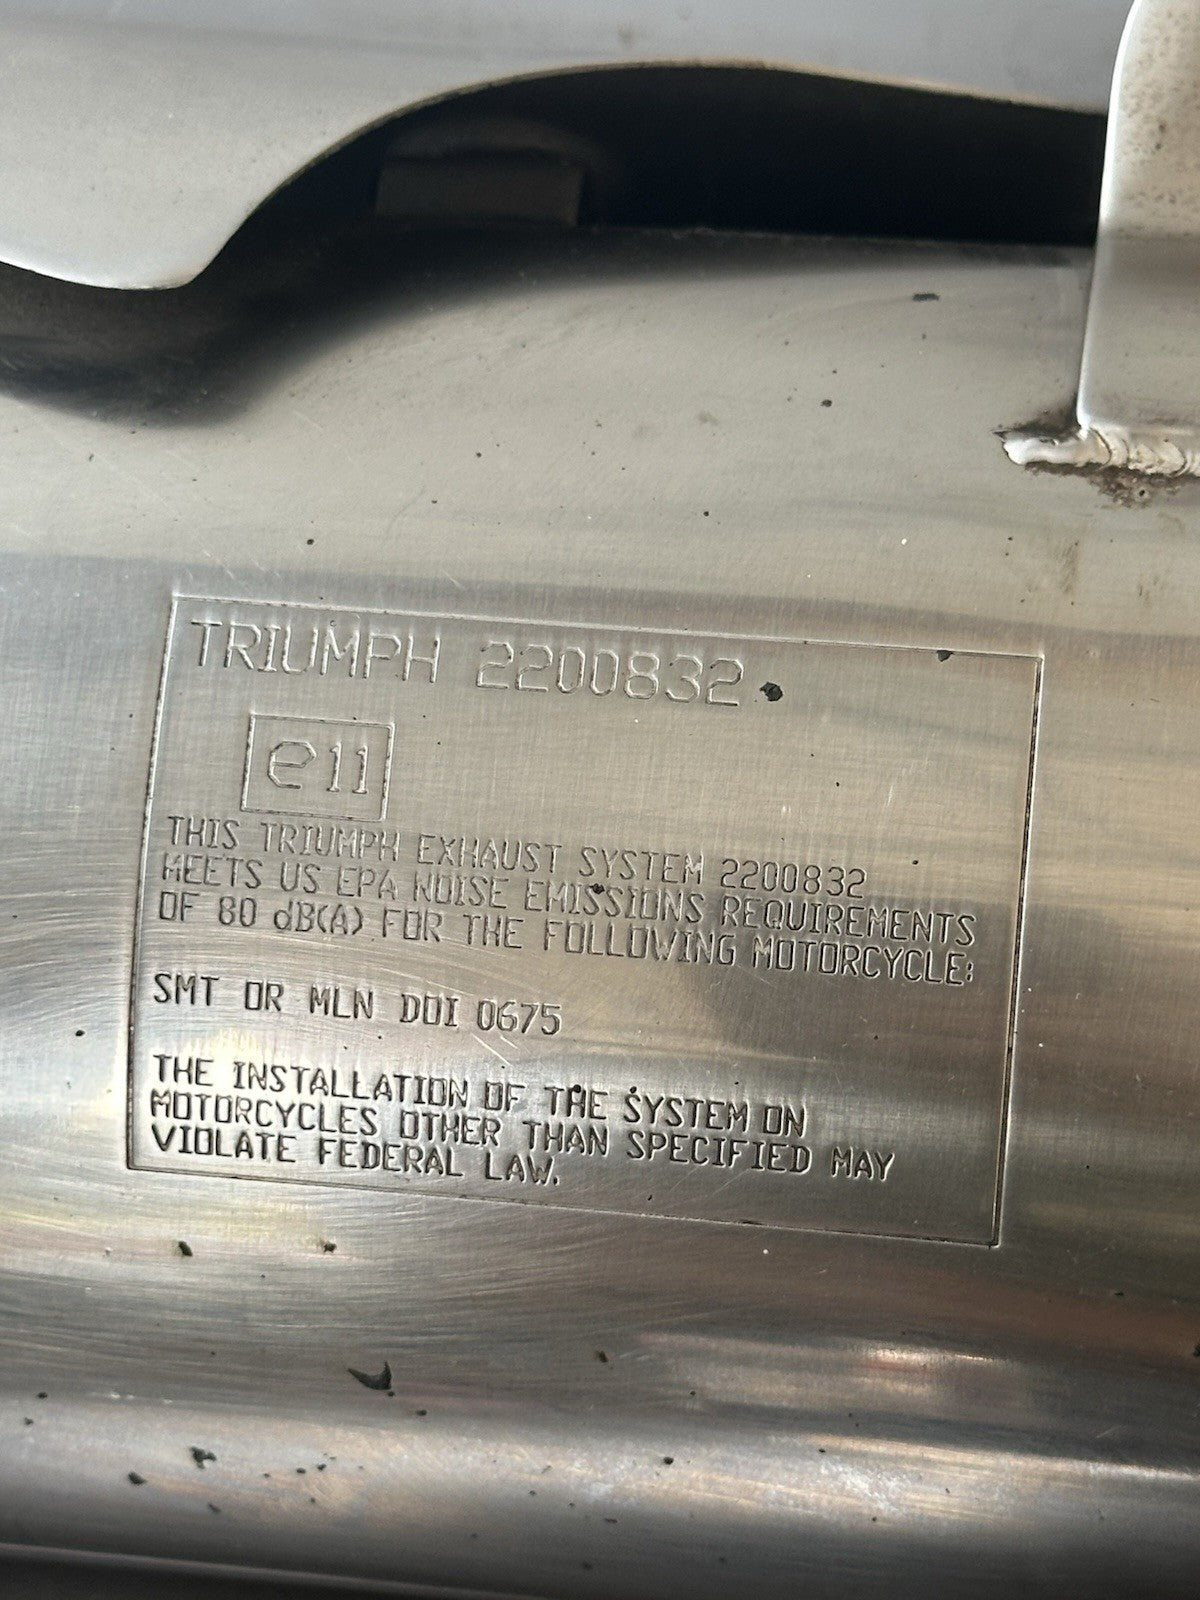 TRIUMPH 2200832
e11
THIS TRIUMPH EXHAUST SYSTEM 2200832
MEETS US EPA NOISE EMISSIONS REQUIREMENTS
OF 80 dB(A) FOR THE FOLLOWING MOTORCYCLE:
SMT OR MLN DOI 0675
THE INSTALLATION OF THE SYSTEM ON
MOTORCYCLES OTHER THAN SPECIFIED MAY
VIOLATE FEDERAL LAW.